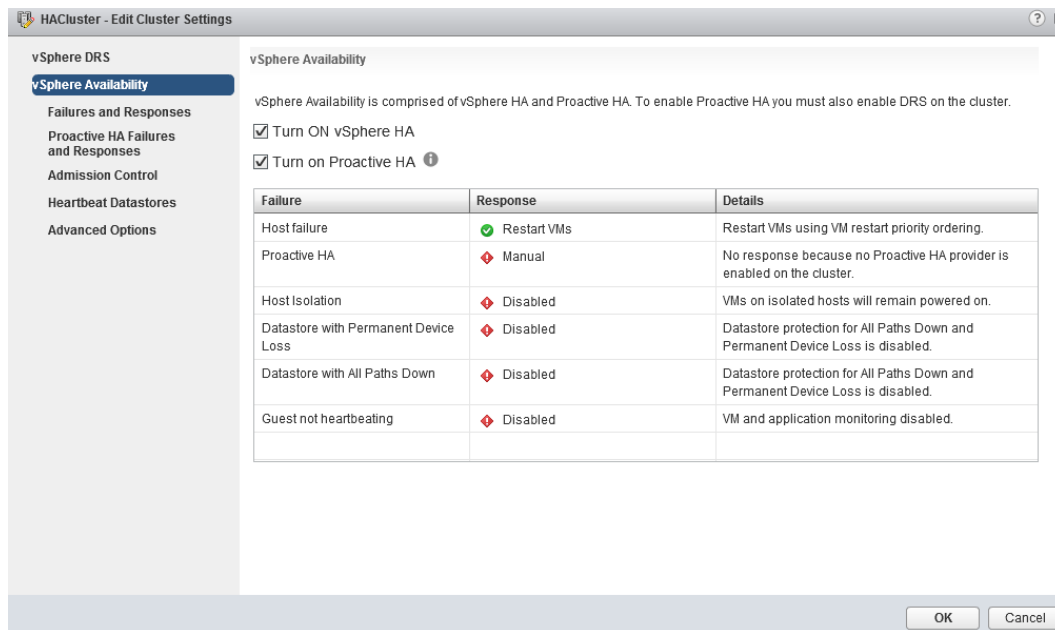 HACluster - Edit Cluster Settings
?
vSphere DRS
vSphere Availability
Failures and Responses
Proactive HA Failures
and Responses
Admission Control
Heartbeat Datastores
Advanced Options
vSphere Availability
vSphere Availability is comprised of vSphere HA and Proactive HA. To enable Proactive HA you must also enable DRS on the cluster.
Turn ON vSphere HA
Turn on Proactive HA
Failure Response Details
Host failure Restart VMs Restart VMs using VM restart priority ordering.
Proactive HA Manual No response because no Proactive HA provider is
enabled on the cluster.
Host Isolation Disabled VMs on isolated hosts will remain powered on.
Datastore with Permanent Device Disabled Datastore protection for All Paths Down and
Loss Permanent Device Loss is disabled.
Datastore with All Paths Down Disabled Datastore protection for All Paths Down and
Permanent Device Loss is disabled.
Guest not heartbeating Disabled VM and application monitoring disabled.
OK Cancel